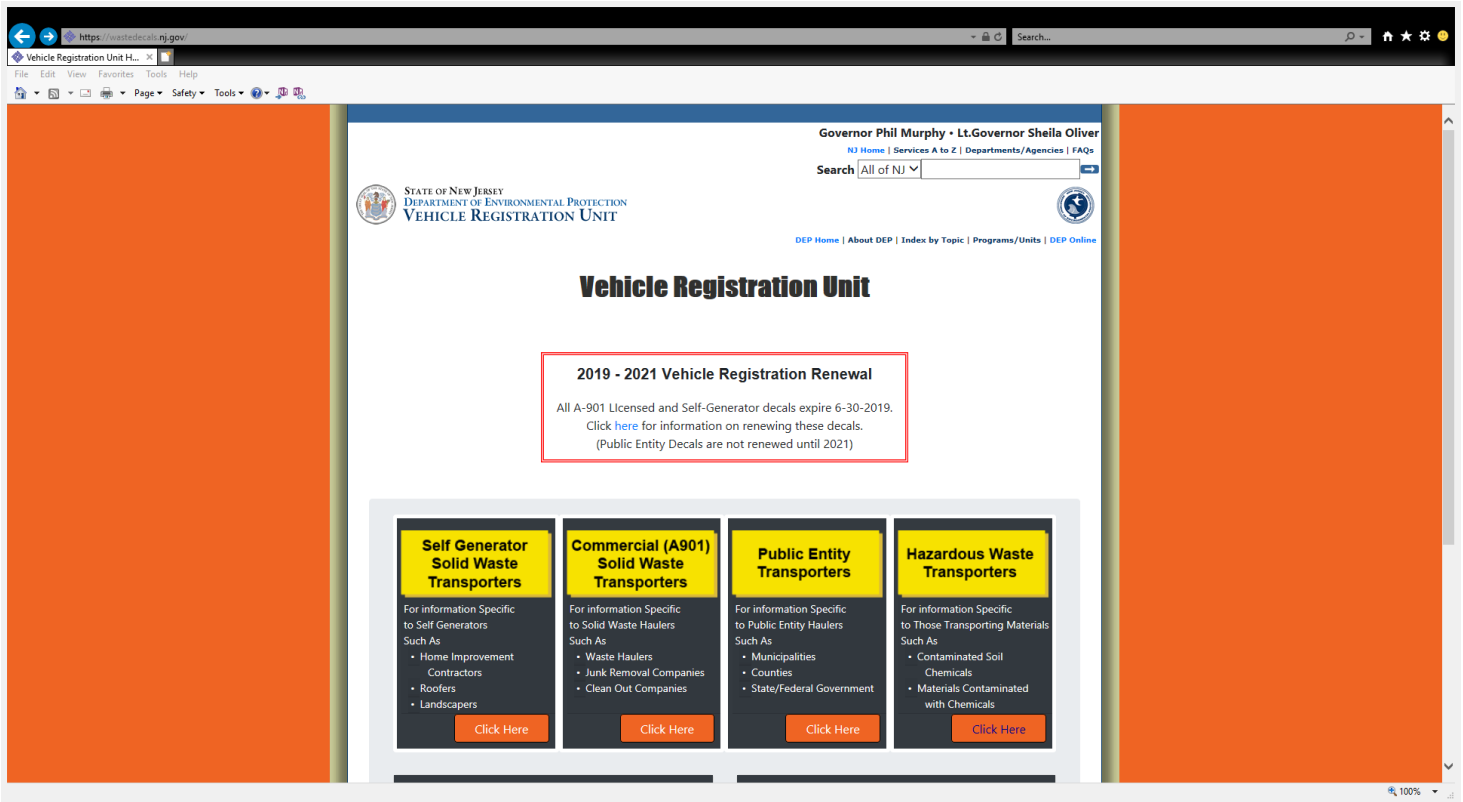 https://wastedecals.nj.gov/
Search...
Vehicle Registration Unit H...
File Edit View Favorites Tools Help
Page Safety Tools
Governor Phil Murphy • Lt.Governor Sheila Oliver
NJ Home | Services A to Z | Departments/Agencies | FAQs
Search All of NJ
STATE OF NEW JERSEY
DEPARTMENT OF ENVIRONMENTAL PROTECTION
VEHICLE REGISTRATION UNIT
DEP Home | About DEP | Index by Topic | Programs/Units | DEP Online
Vehicle Registration Unit
2019 - 2021 Vehicle Registration Renewal
All A-901 LIcensed and Self-Generator decals expire 6-30-2019.
Click here for information on renewing these decals.
(Public Entity Decals are not renewed until 2021)
Self Generator
Solid Waste
Transporters
For information Specific
to Self Generators
Such As
• Home Improvement
Contractors
• Roofers
• Landscapers
Click Here
Commercial (A901)
Solid Waste
Transporters
For information Specific
to Solid Waste Haulers
Such As
• Waste Haulers
• Junk Removal Companies
• Clean Out Companies
Click Here
Public Entity
Transporters
For information Specific
to Public Entity Haulers
Such As
• Municipalities
• Counties
• State/Federal Government
Click Here
Hazardous Waste
Transporters
For information Specific
to Those Transporting Materials
Such As
• Contaminated Soil
Chemicals
• Materials Contaminated
with Chemicals
Click Here
100%